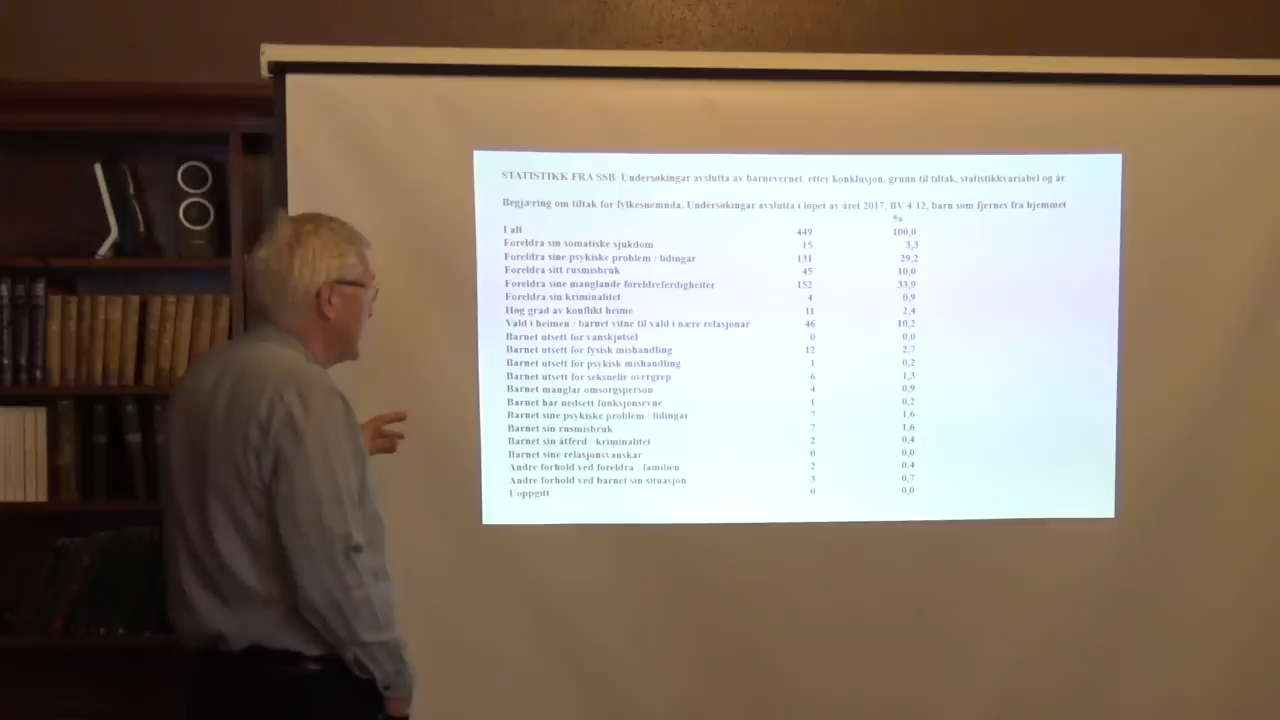 STATISTIKK FRA SSB. Undersøkingar avslutta av barnevernet, etter konklusjon, grunn til tiltak, statistikkvariabel og år
Begjæring om tiltak for fylkesnemnda. Undersøkingar avslutta i løpet av året 2017, BV 4-12, barn som fjernes fra hjemmet
%
I alt 449 100,0
Foreldra sin somatiske sjukdom 15 3,3
Foreldra sine psykiske problem / lidingar 131 29,2
Foreldra sitt rusmisbruk 45 10,0
Foreldra sine manglande foreldreferdigheiter 152 33,9
Foreldra sin kriminalitet 4 0,9
Høg grad av konflikt heime 11 2,4
Vald i heimen / barnet vitne til vald i nære relasjonar 46 10,2
Barnet utsett for vanskjøtsel 0 0,0
Barnet utsett for fysisk mishandling 12 2,7
Barnet utsett for psykisk mishandling 1 0,2
Barnet utsett for seksuelle overgrep 6 1,3
Barnet manglar omsorgsperson 4 0,9
Barnet har nedsett funksjonsevne 1 0,2
Barnet sine psykiske problem / lidingar 7 1,6
Barnet sin rusmisbruk 7 1,6
Barnet sin åtferd / kriminalitet 2 0,4
Barnet sine relasjonsvanskar 0 0,0
Andre forhold ved foreldra / familien 2 0,4
Andre forhold ved barnet sin situasjon 3 0,7
Uoppgitt 0 0,0